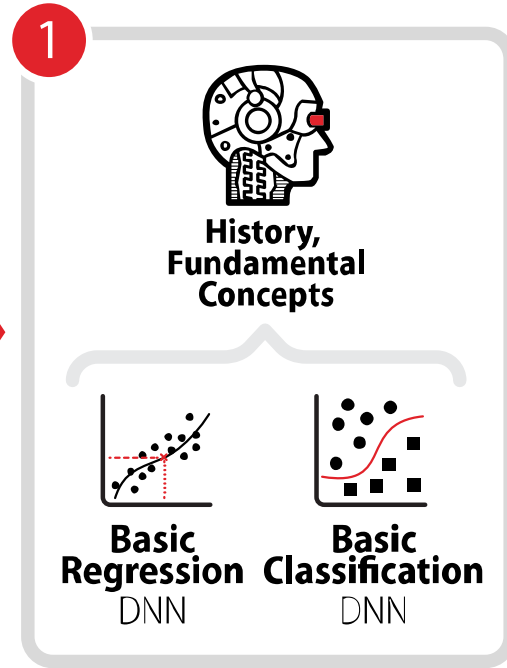 1
History,
Fundamental
Concepts
Basic
Regression
DNN
Basic
Classification
DNN